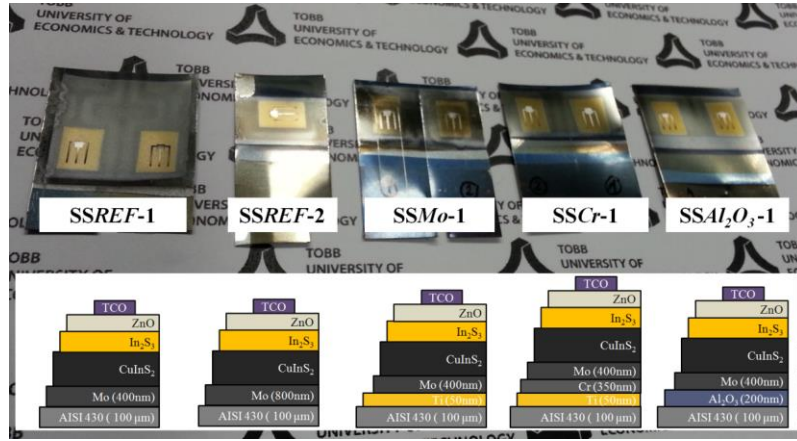 TOBB
UNIVERSITY OF
ECONOMICS & TECHNOLOGY
TOBB
UNIVERSITY OF
ECONOMICS & TECHNOLOGY
TOBB
UNIVERSITY OF
ECONOMICS & TECHNOLOGY
SSREF-1
SSREF-2
SSMo-1
SSCr-1
SSAl₂O₃-1
TOBB
UNIVERSITY OF
ECONOMICS & TECHNOLOGY
TOBB
UNIVERSITY OF
TCO
ZnO
In₂S₃
CuInS₂
Mo (400nm)
AISI 430 ( 100 µm)
TCO
ZnO
In₂S₃
CuInS₂
Mo (800nm)
AISI 430 ( 100 µm)
TCO
ZnO
In₂S₃
CuInS₂
Mo (400nm)
Ti (50nm)
AISI 430 ( 100 µm)
TCO
ZnO
In₂S₃
CuInS₂
Mo (400nm)
Cr (350nm)
Ti (50nm)
AISI 430 ( 100 µm)
TCO
ZnO
In₂S₃
CuInS₂
Mo (400nm)
Al₂O₃ (200nm)
AISI 430 ( 100 µm)